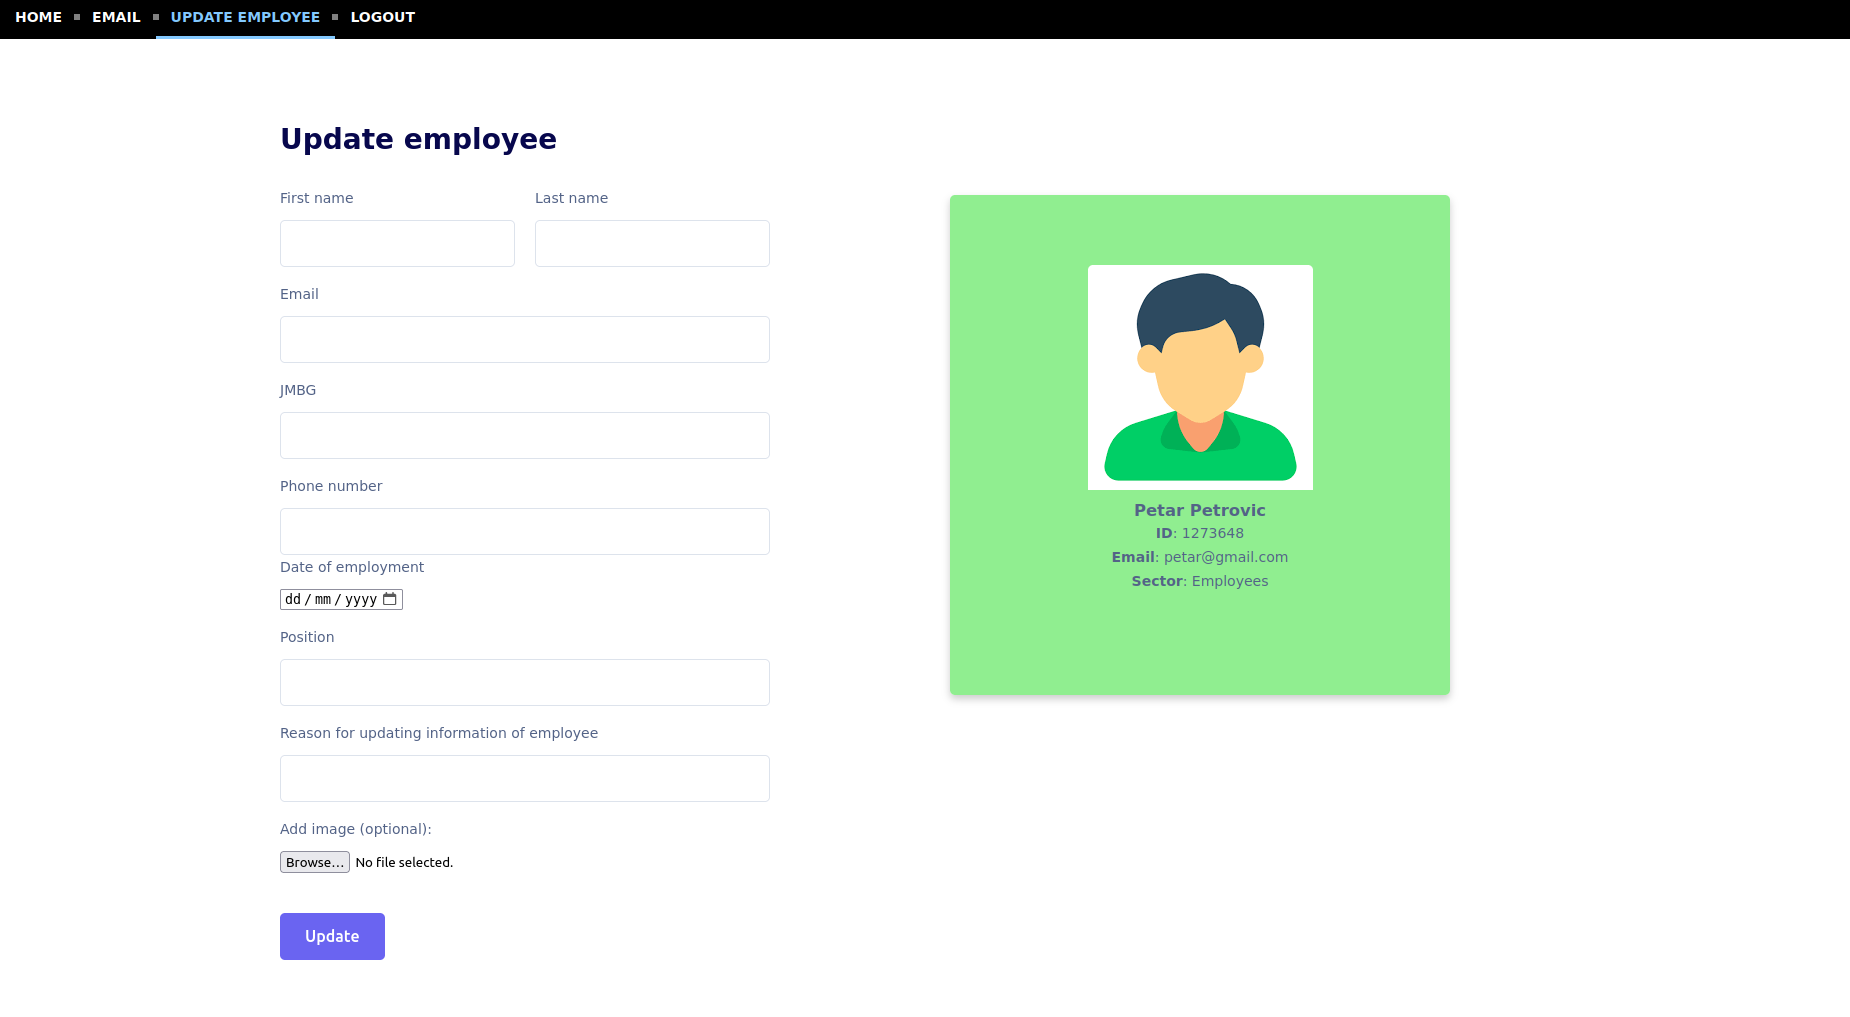 HOME EMAIL UPDATE EMPLOYEE LOGOUT
Update employee
First name Last name
Email
JMBG
Phone number
Date of employment
dd / mm / yyyy
Position
Reason for updating information of employee
Add image (optional):
Browse... No file selected.
Update
Petar Petrovic
ID: 1273648
Email: petar@gmail.com
Sector: Employees